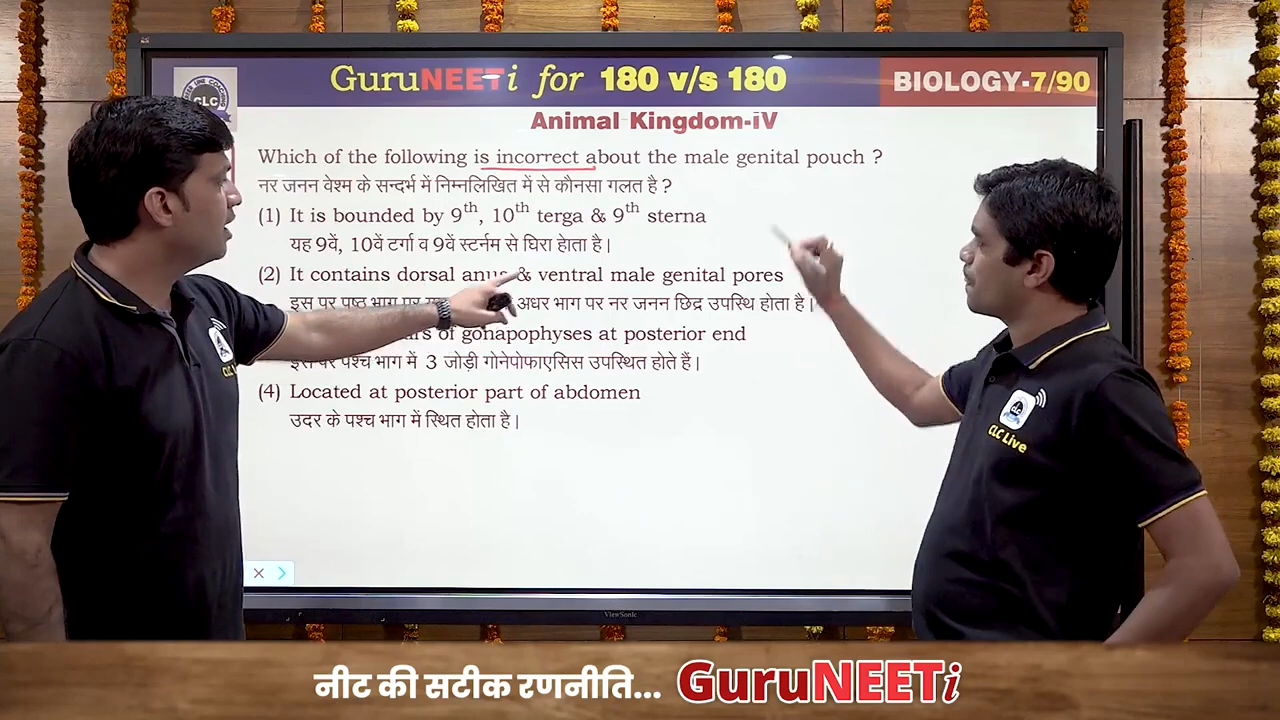 GuruNEETi for 180 v/s 180
BIOLOGY-7/90
CLC
Animal Kingdom-iV
Which of the following is incorrect about the male genital pouch ?
नर जनन वेश्म के सन्दर्भ में निम्नलिखित में से कौनसा गलत है ?
(1) It is bounded by 9th, 10th terga & 9th sterna
यह 9वें, 10वें टर्गा व 9वें स्टर्नम से घिरा होता है।
(2) It contains dorsal anus & ventral male genital pores
इस पर पृष्ठ भाग पर अधर भाग पर नर जनन छिद्र उपस्थि होता है।
of gonapophyses at posterior end
इस पर पश्च भाग में 3 जोड़ी गोनेपोफाएसिस उपस्थित होते हैं।
(4) Located at posterior part of abdomen
उदर के पश्च भाग में स्थित होता है।
CLC Live
ViewSonic
नीट की सटीक रणनीति... GuruNEETi